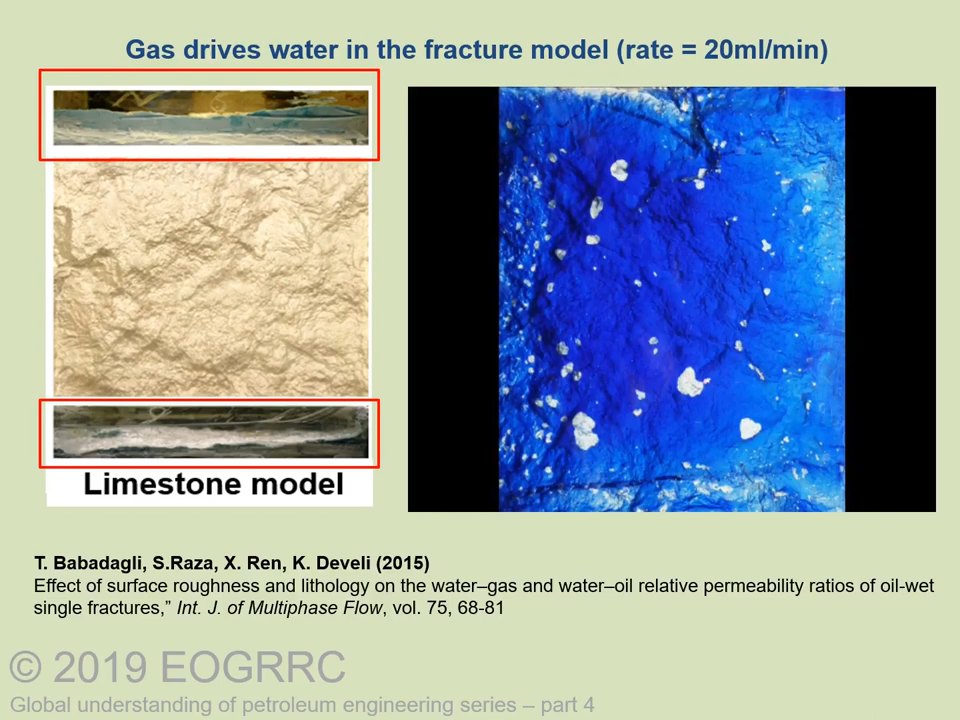 Gas drives water in the fracture model (rate = 20ml/min)
Limestone model
T. Babadagli, S.Raza, X. Ren, K. Develi (2015)
Effect of surface roughness and lithology on the water–gas and water–oil relative permeability ratios of oil-wet
single fractures,” Int. J. of Multiphase Flow, vol. 75, 68-81
© 2019 EOGRRC
Global understanding of petroleum engineering series – part 4